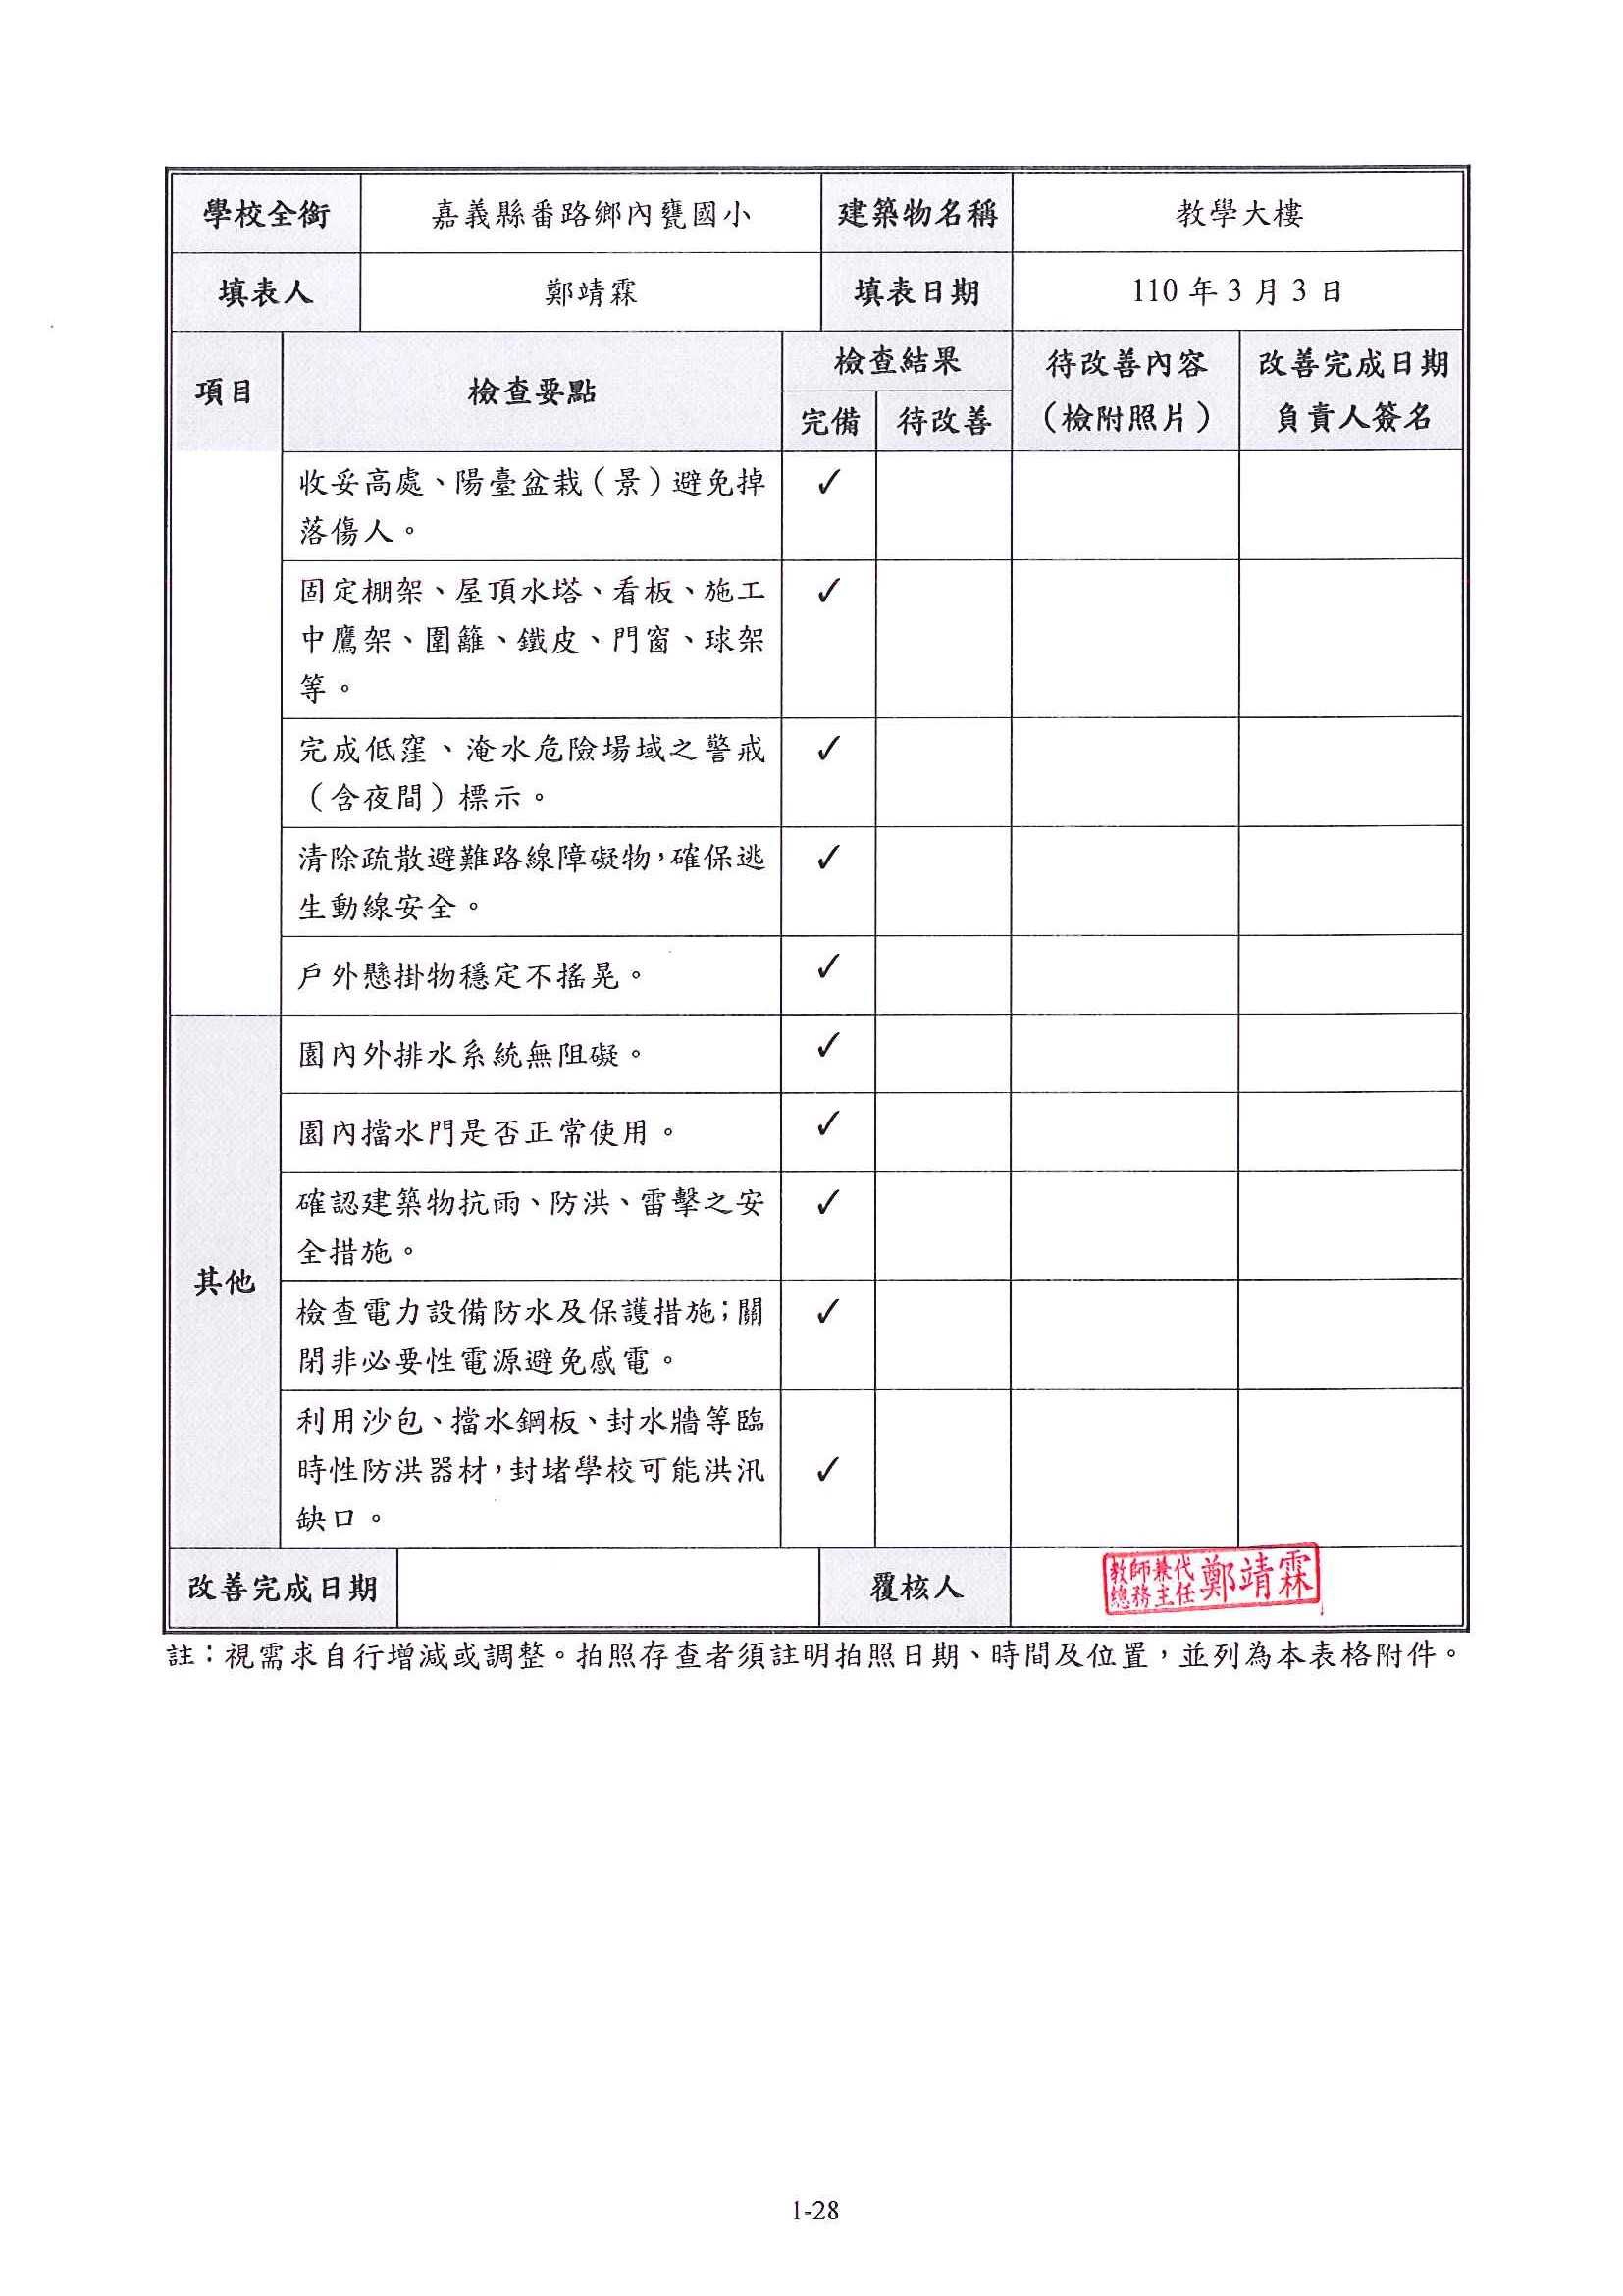 學校全銜 嘉義縣番路鄉內甕國小 建築物名稱 教學大樓
填表人 鄭靖霖 填表日期 110 年 3 月 3 日
項目 檢查要點 檢查結果 待改善內容 改善完成日期
完備 待改善 （檢附照片） 負責人簽名
收妥高處、陽臺盆栽（景）避免掉 ✓
落傷人。
固定棚架、屋頂水塔、看板、施工 ✓
中鷹架、圍籬、鐵皮、門窗、球架
等。
完成低窪、淹水危險場域之警戒 ✓
（含夜間）標示。
清除疏散避難路線障礙物，確保逃 ✓
生動線安全。
戶外懸掛物穩定不搖晃。 ✓
其他
園內外排水系統無阻礙。 ✓
園內擋水門是否正常使用。 ✓
確認建築物抗雨、防洪、雷擊之安 ✓
全措施。
檢查電力設備防水及保護措施；關 ✓
閉非必要性電源避免感電。
利用沙包、擋水鋼板、封水牆等臨
時性防洪器材，封堵學校可能洪汛 ✓
缺口。
改善完成日期 覆核人 教師兼代
總務主任 鄭靖霖
註：視需求自行增減或調整。拍照存查者須註明拍照日期、時間及位置，並列為本表格附件。
1-28